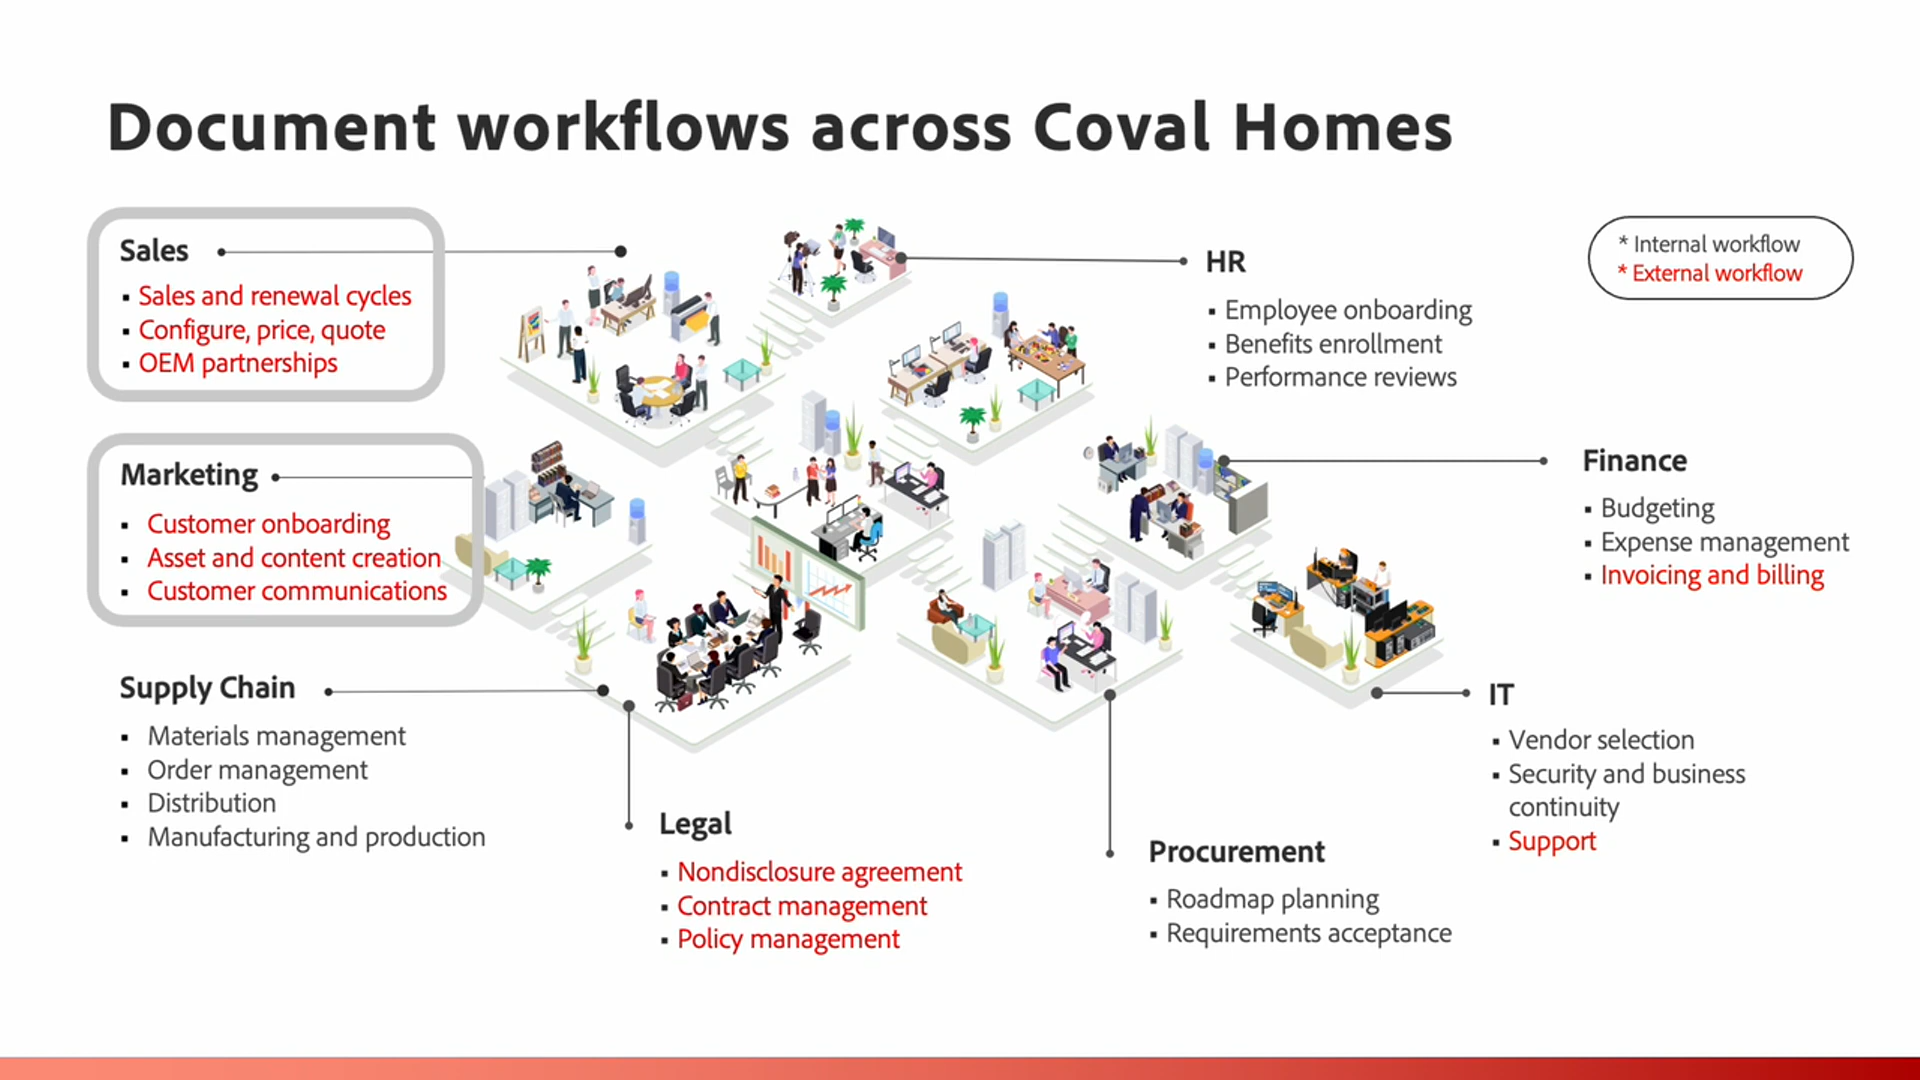 Document workflows across Coval Homes
Sales
▪ Sales and renewal cycles
▪ Configure, price, quote
▪ OEM partnerships
HR
▪ Employee onboarding
▪ Benefits enrollment
▪ Performance reviews
* Internal workflow
* External workflow
Marketing
▪ Customer onboarding
▪ Asset and content creation
▪ Customer communications
Finance
▪ Budgeting
▪ Expense management
▪ Invoicing and billing
Supply Chain
▪ Materials management
▪ Order management
▪ Distribution
▪ Manufacturing and production
Legal
▪ Nondisclosure agreement
▪ Contract management
▪ Policy management
Procurement
▪ Roadmap planning
▪ Requirements acceptance
IT
▪ Vendor selection
▪ Security and business
continuity
▪ Support